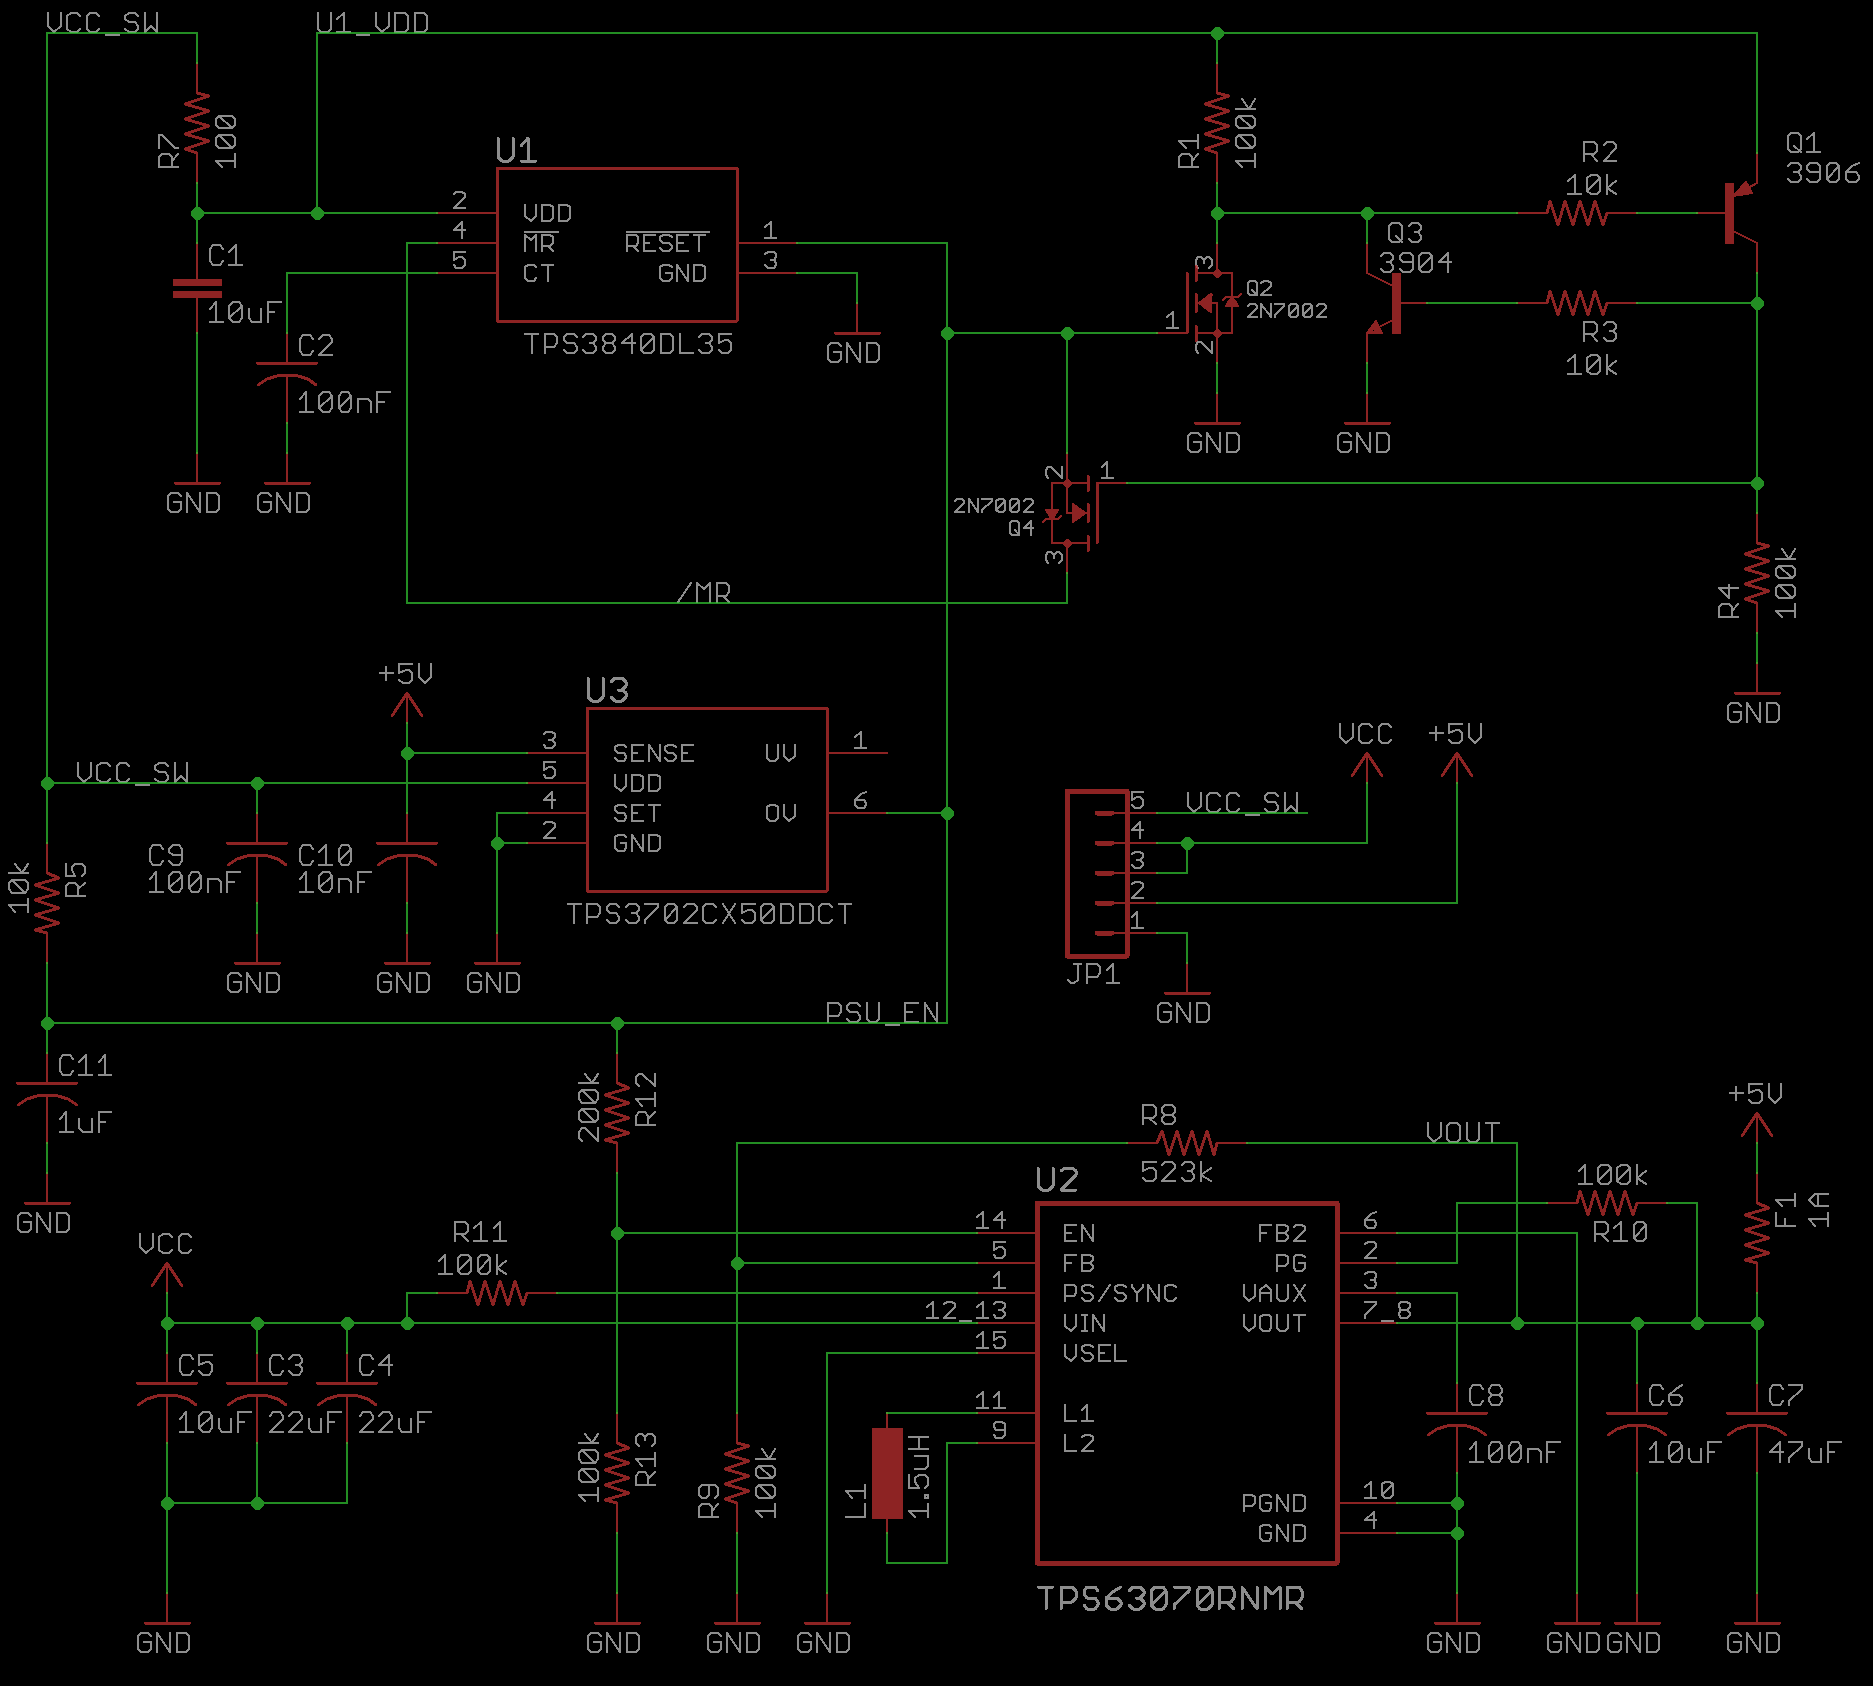 VCC_SW
U1_VDD
R7
100
C1
10uF
GND
C2
100nF
GND
U1
2
4
5
VDD
MR
CT
RESET
GND
1
3
TPS3840DL35
GND
R1
100k
R2
10k
Q1
3906
Q3
3904
3
1
2
Q2
2N7002
R3
10k
GND
GND
2
1
2N7002
Q4
3
/MR
R4
100k
GND
+5V
VCC_SW
U3
3
5
4
2
SENSE
VDD
SET
GND
UV
OV
1
6
TPS3702CX50DDCT
10k
R5
C9
100nF
C10
10nF
GND
GND
GND
VCC
+5V
5
4
3
2
1
VCC_SW
JP1
GND
PSU_EN
C11
1uF
GND
200k
R12
R8
523k
VOUT
+5V
F1
1A
100k
R10
VCC
R11
100k
U2
14
5
1
12_13
15
11
9
EN
FB
PS/SYNC
VIN
VSEL
L1
L2
FB2
PG
VAUX
VOUT
PGND
GND
6
2
3
7_8
10
4
TPS63070RNMR
C5
10uF
C3
22uF
C4
22uF
100k
R13
R9
100k
L1
1.5uH
C8
100nF
C6
10uF
C7
47uF
GND
GND
GND
GND
GND
GND
GND
GND